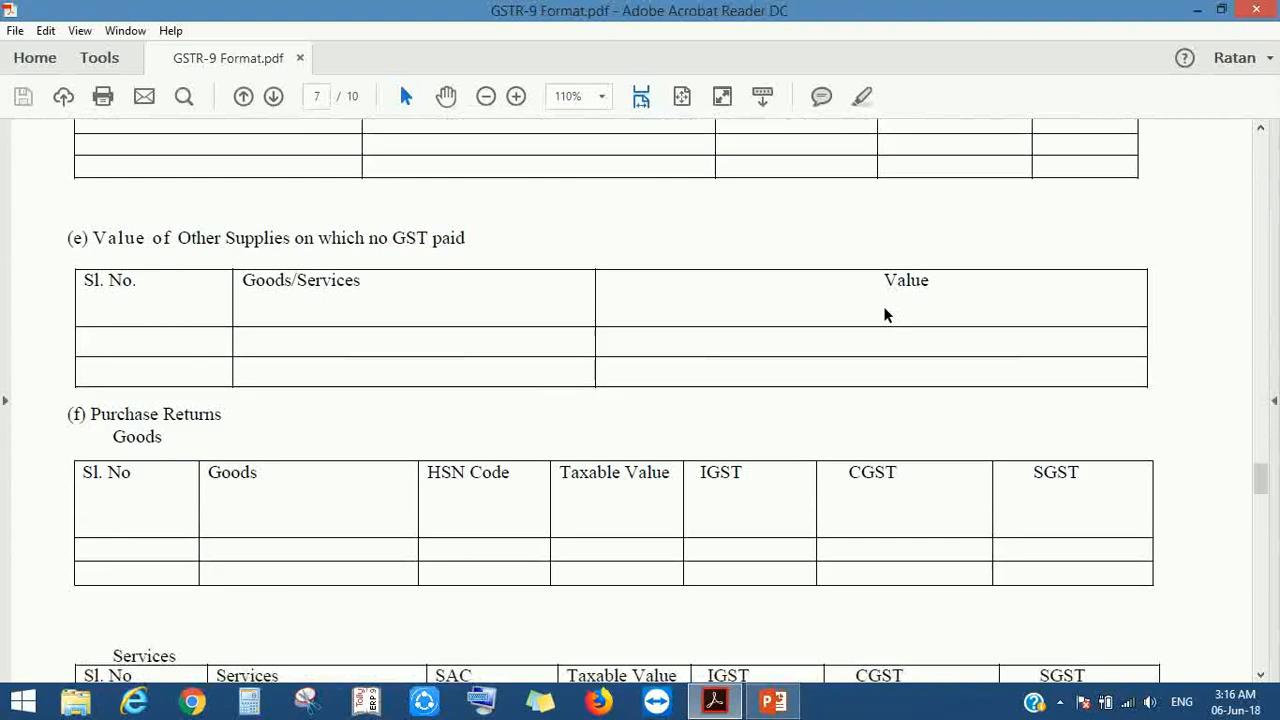 GSTR-9 Format.pdf - Adobe Acrobat Reader DC
File Edit View Window Help
Home Tools GSTR-9 Format.pdf × Ratan
7 / 10 110%
(e) Value of Other Supplies on which no GST paid
Sl. No. Goods/Services Value
(f) Purchase Returns
Goods
Sl. No Goods HSN Code Taxable Value IGST CGST SGST
Services
Sl. No Services SAC Taxable Value IGST CGST SGST
ENG 3:16 AM
06-Jun-18